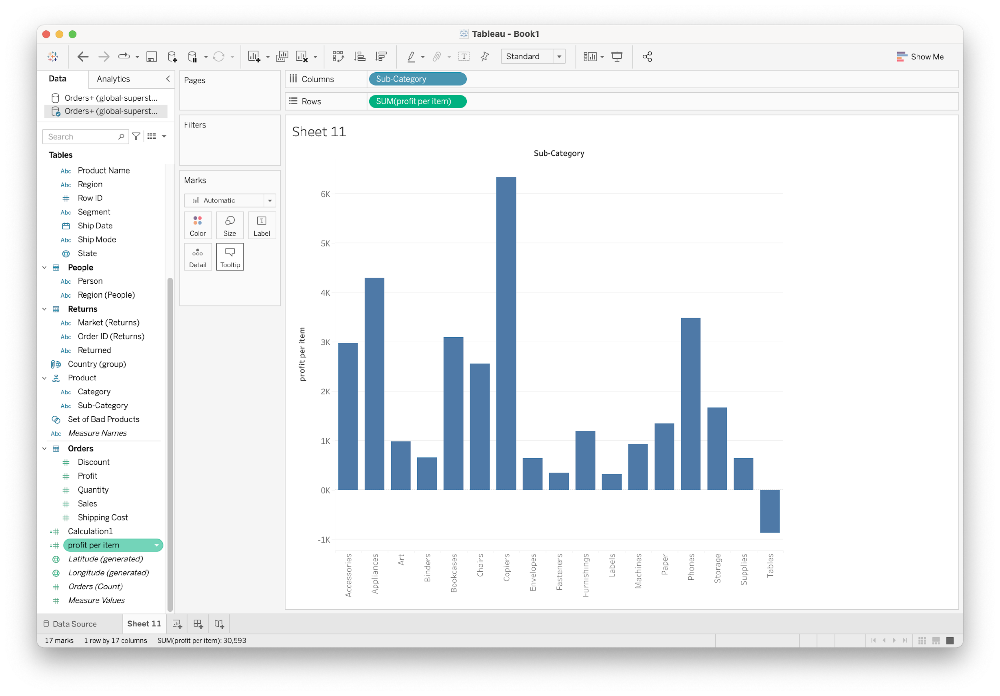 Tableau - Book1
Standard
Show Me
Data
Analytics
Orders+ (global-superst...
Orders+ (global-superst...
Search
Tables
Abc Product Name
Abc Region
Row ID
Abc Segment
Ship Date
Abc Ship Mode
State
People
Abc Person
Abc Region (People)
Returns
Abc Market (Returns)
Abc Order ID (Returns)
Abc Returned
Country (group)
Product
Abc Category
Abc Sub-Category
Set of Bad Products
Abc Measure Names
Orders
Discount
Profit
Quantity
Sales
Shipping Cost
Calculation1
profit per item
Latitude (generated)
Longitude (generated)
Orders (Count)
Measure Values
Pages
Filters
Marks
Automatic
Color Size Label
Detail Tooltip
Columns Sub-Category
Rows SUM(profit per item)
Sheet 11
Sub-Category
profit per item
6K
5K
4K
3K
2K
1K
0K
-1K
Accessories
Appliances
Art
Binders
Bookcases
Chairs
Copiers
Envelopes
Fasteners
Furnishings
Labels
Machines
Paper
Phones
Storage
Supplies
Tables
Data Source
Sheet 11
17 marks 1 row by 17 columns SUM(profit per item): 30,593